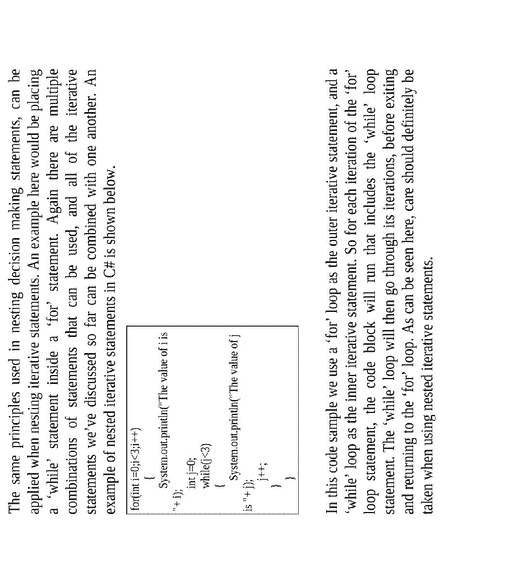 The same principles used in nesting decision making statements, can be
applied when nesting iterative statements. An example here would be placing
a ‘while’ statement inside a ‘for’ statement. Again there are multiple
combinations of statements that can be used, and all of the iterative
statements we’ve discussed so far can be combined with one another. An
example of nested iterative statements in C# is shown below.
for(int i=0;i<3;i++)
{
System.out.println("The value of i is
"+ i);
int j=0;
while(j<3)
{
System.out.println("The value of j
is "+ j);
j++;
}
}
In this code sample we use a ‘for’ loop as the outer iterative statement, and a
‘while’ loop as the inner iterative statement. So for each iteration of the ‘for’
loop statement, the code block will run that includes the ‘while’ loop
statement. The ‘while’ loop will then go through its iterations, before exiting
and returning to the ‘for’ loop. As can be seen here, care should definitely be
taken when using nested iterative statements.